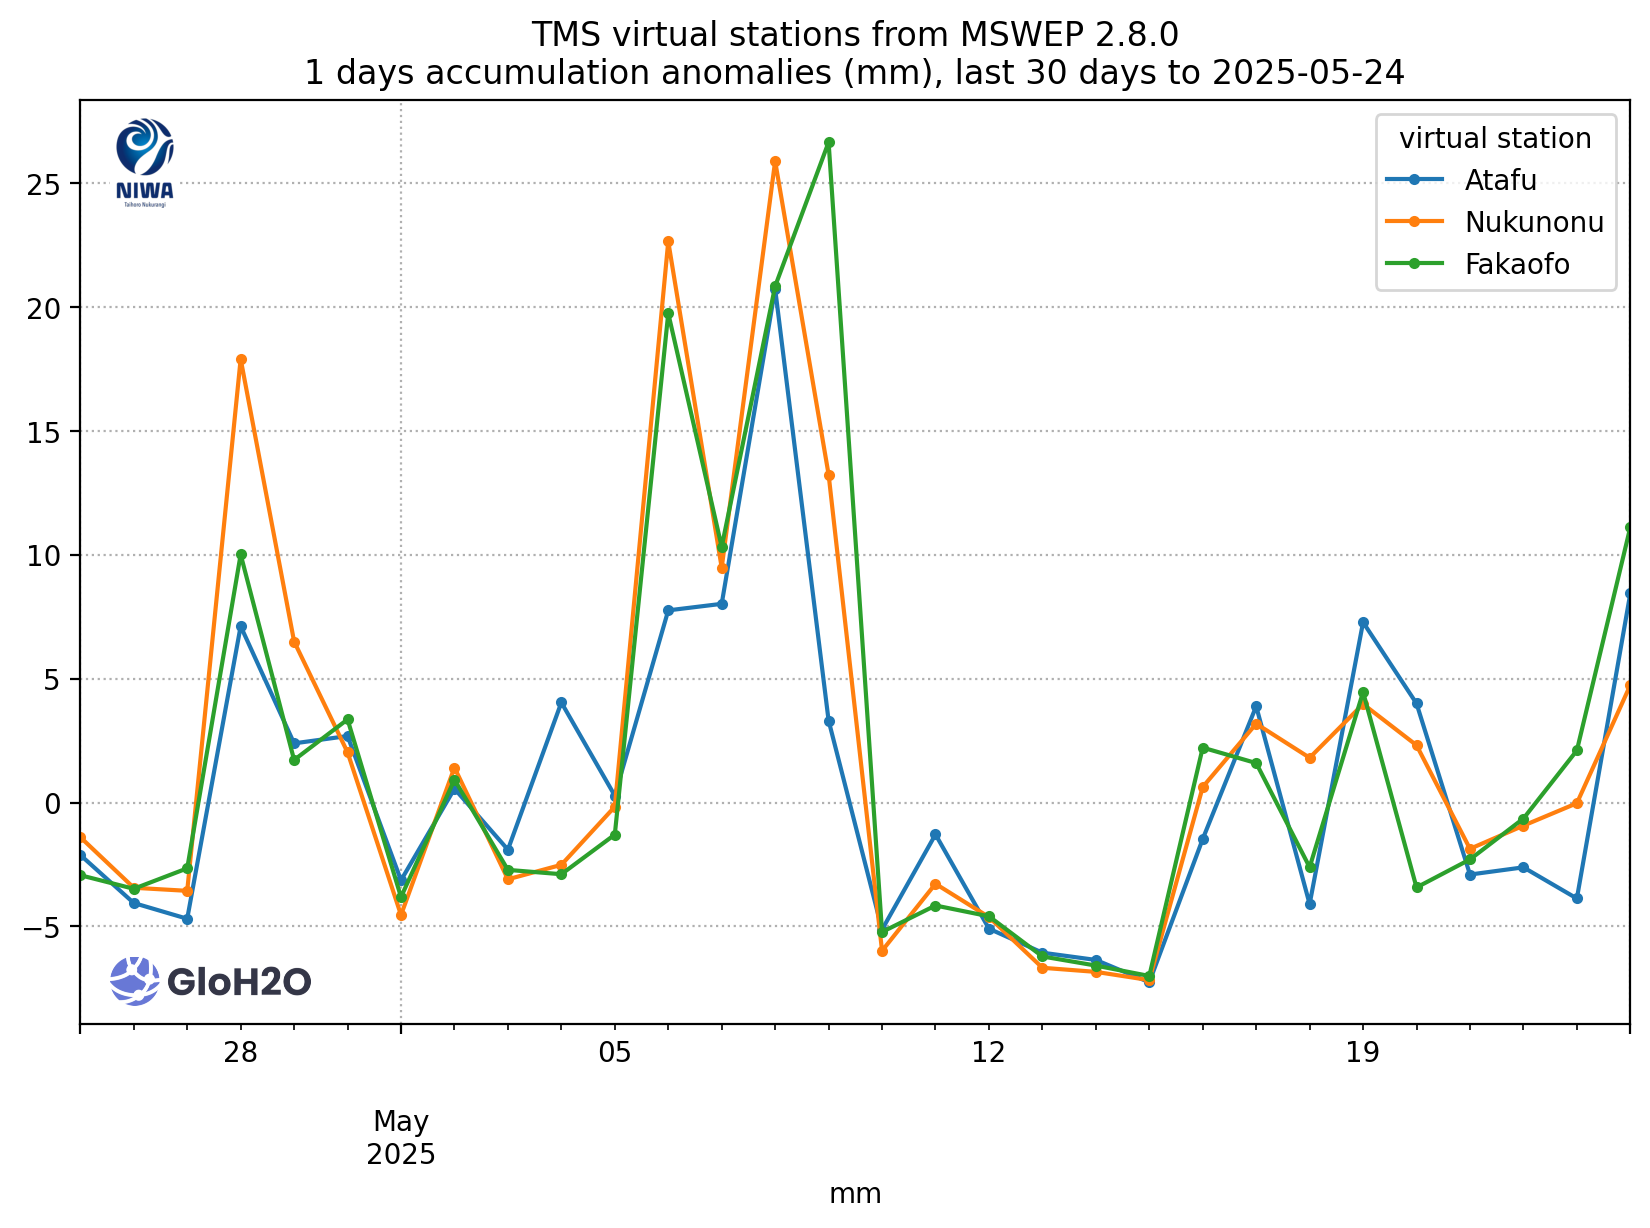 TMS virtual stations from MSWEP 2.8.0
1 days accumulation anomalies (mm), last 30 days to 2025-05-24
NIWA
Taihoro Nukurangi
virtual station
Atafu
Nukunonu
Fakaofo
25
20
15
10
5
0
−5
GloH2O
28
05
12
19
May
2025
mm